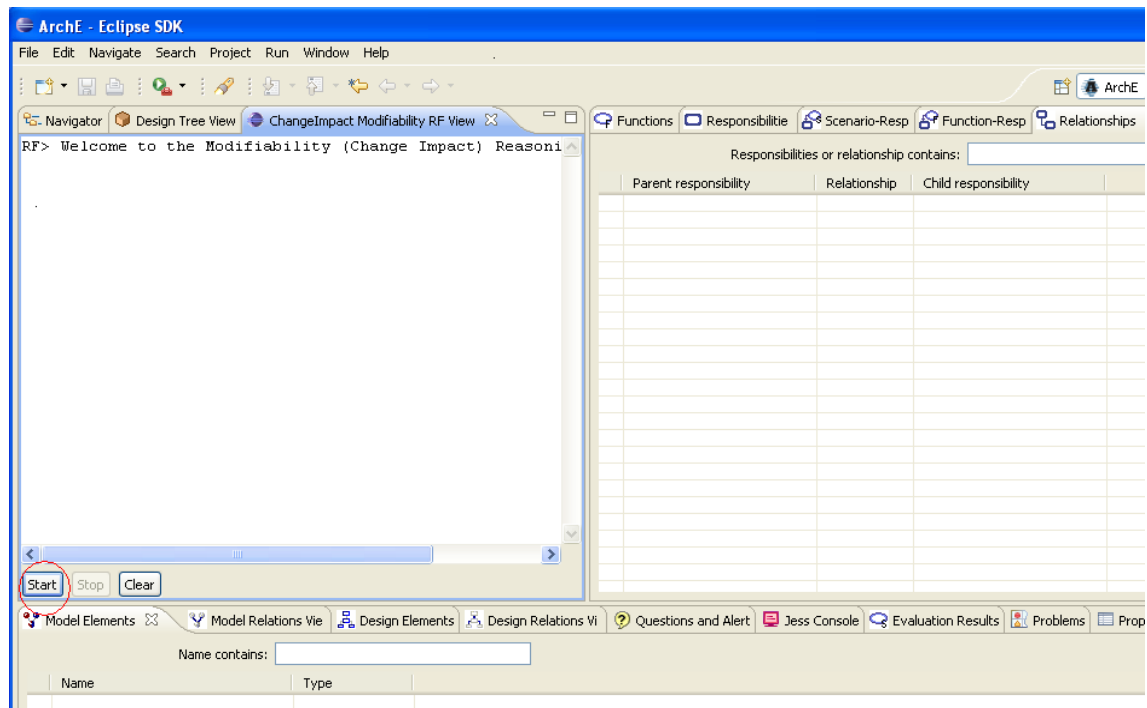 ArchE - Eclipse SDK
File Edit Navigate Search Project Run Window Help
ArchE
Navigator Design Tree View ChangeImpact Modifiability RF View
Functions Responsibilitie Scenario-Resp Function-Resp Relationships
RF> Welcome to the Modifiability (Change Impact) Reasoni
Responsibilities or relationship contains:
Parent responsibility Relationship Child responsibility
Start Stop Clear
Model Elements Model Relations Vie Design Elements Design Relations Vi Questions and Alert Jess Console Evaluation Results Problems Prop
Name contains:
Name Type